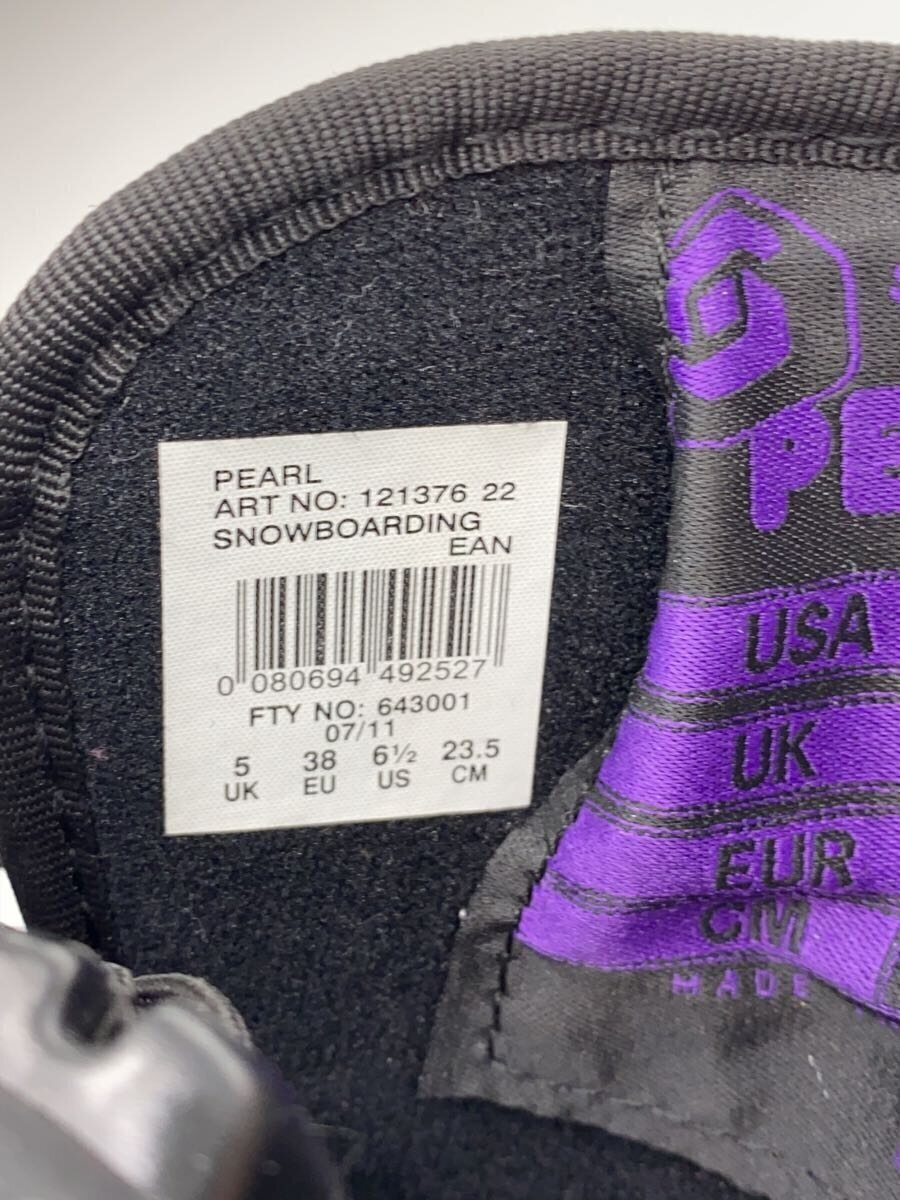 PEARL
ART NO: 121376 22
SNOWBOARDING
EAN
0 080694 492527
FTY NO: 643001
07/11
5 38 6½ 23.5
UK EU US CM
PE
USA
UK
EUR
CM
MADE